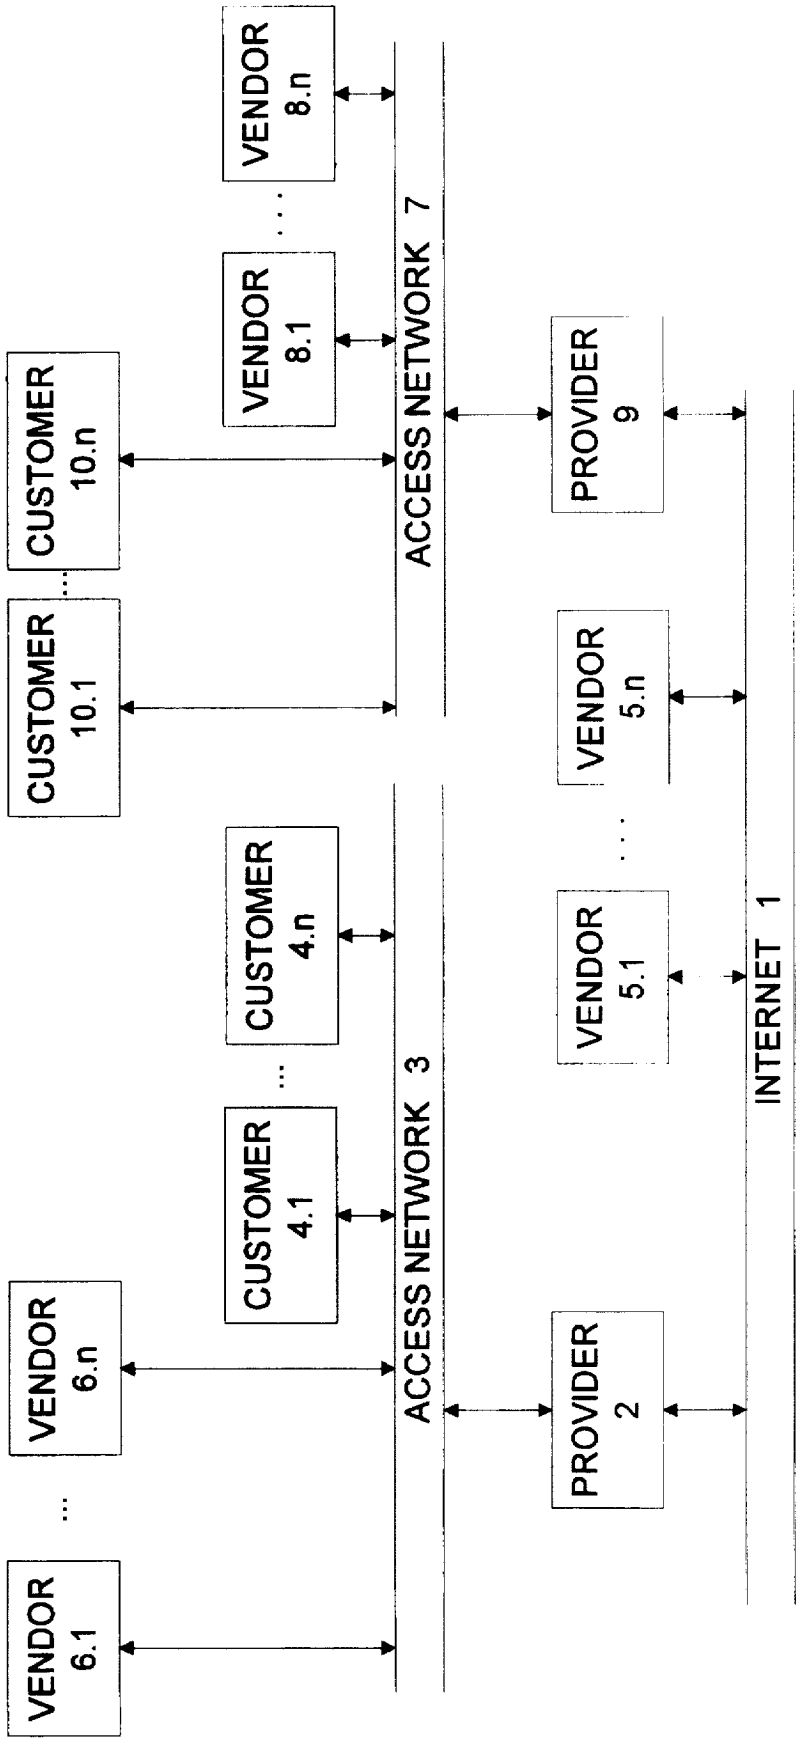 VENDOR
6.1
...
VENDOR
6.n
CUSTOMER
10.1
...
CUSTOMER
10.n
CUSTOMER
4.1
...
CUSTOMER
4.n
VENDOR
8.1
...
VENDOR
8.n
ACCESS NETWORK 3
ACCESS NETWORK 7
PROVIDER
2
VENDOR
5.1
...
VENDOR
5.n
PROVIDER
9
INTERNET 1